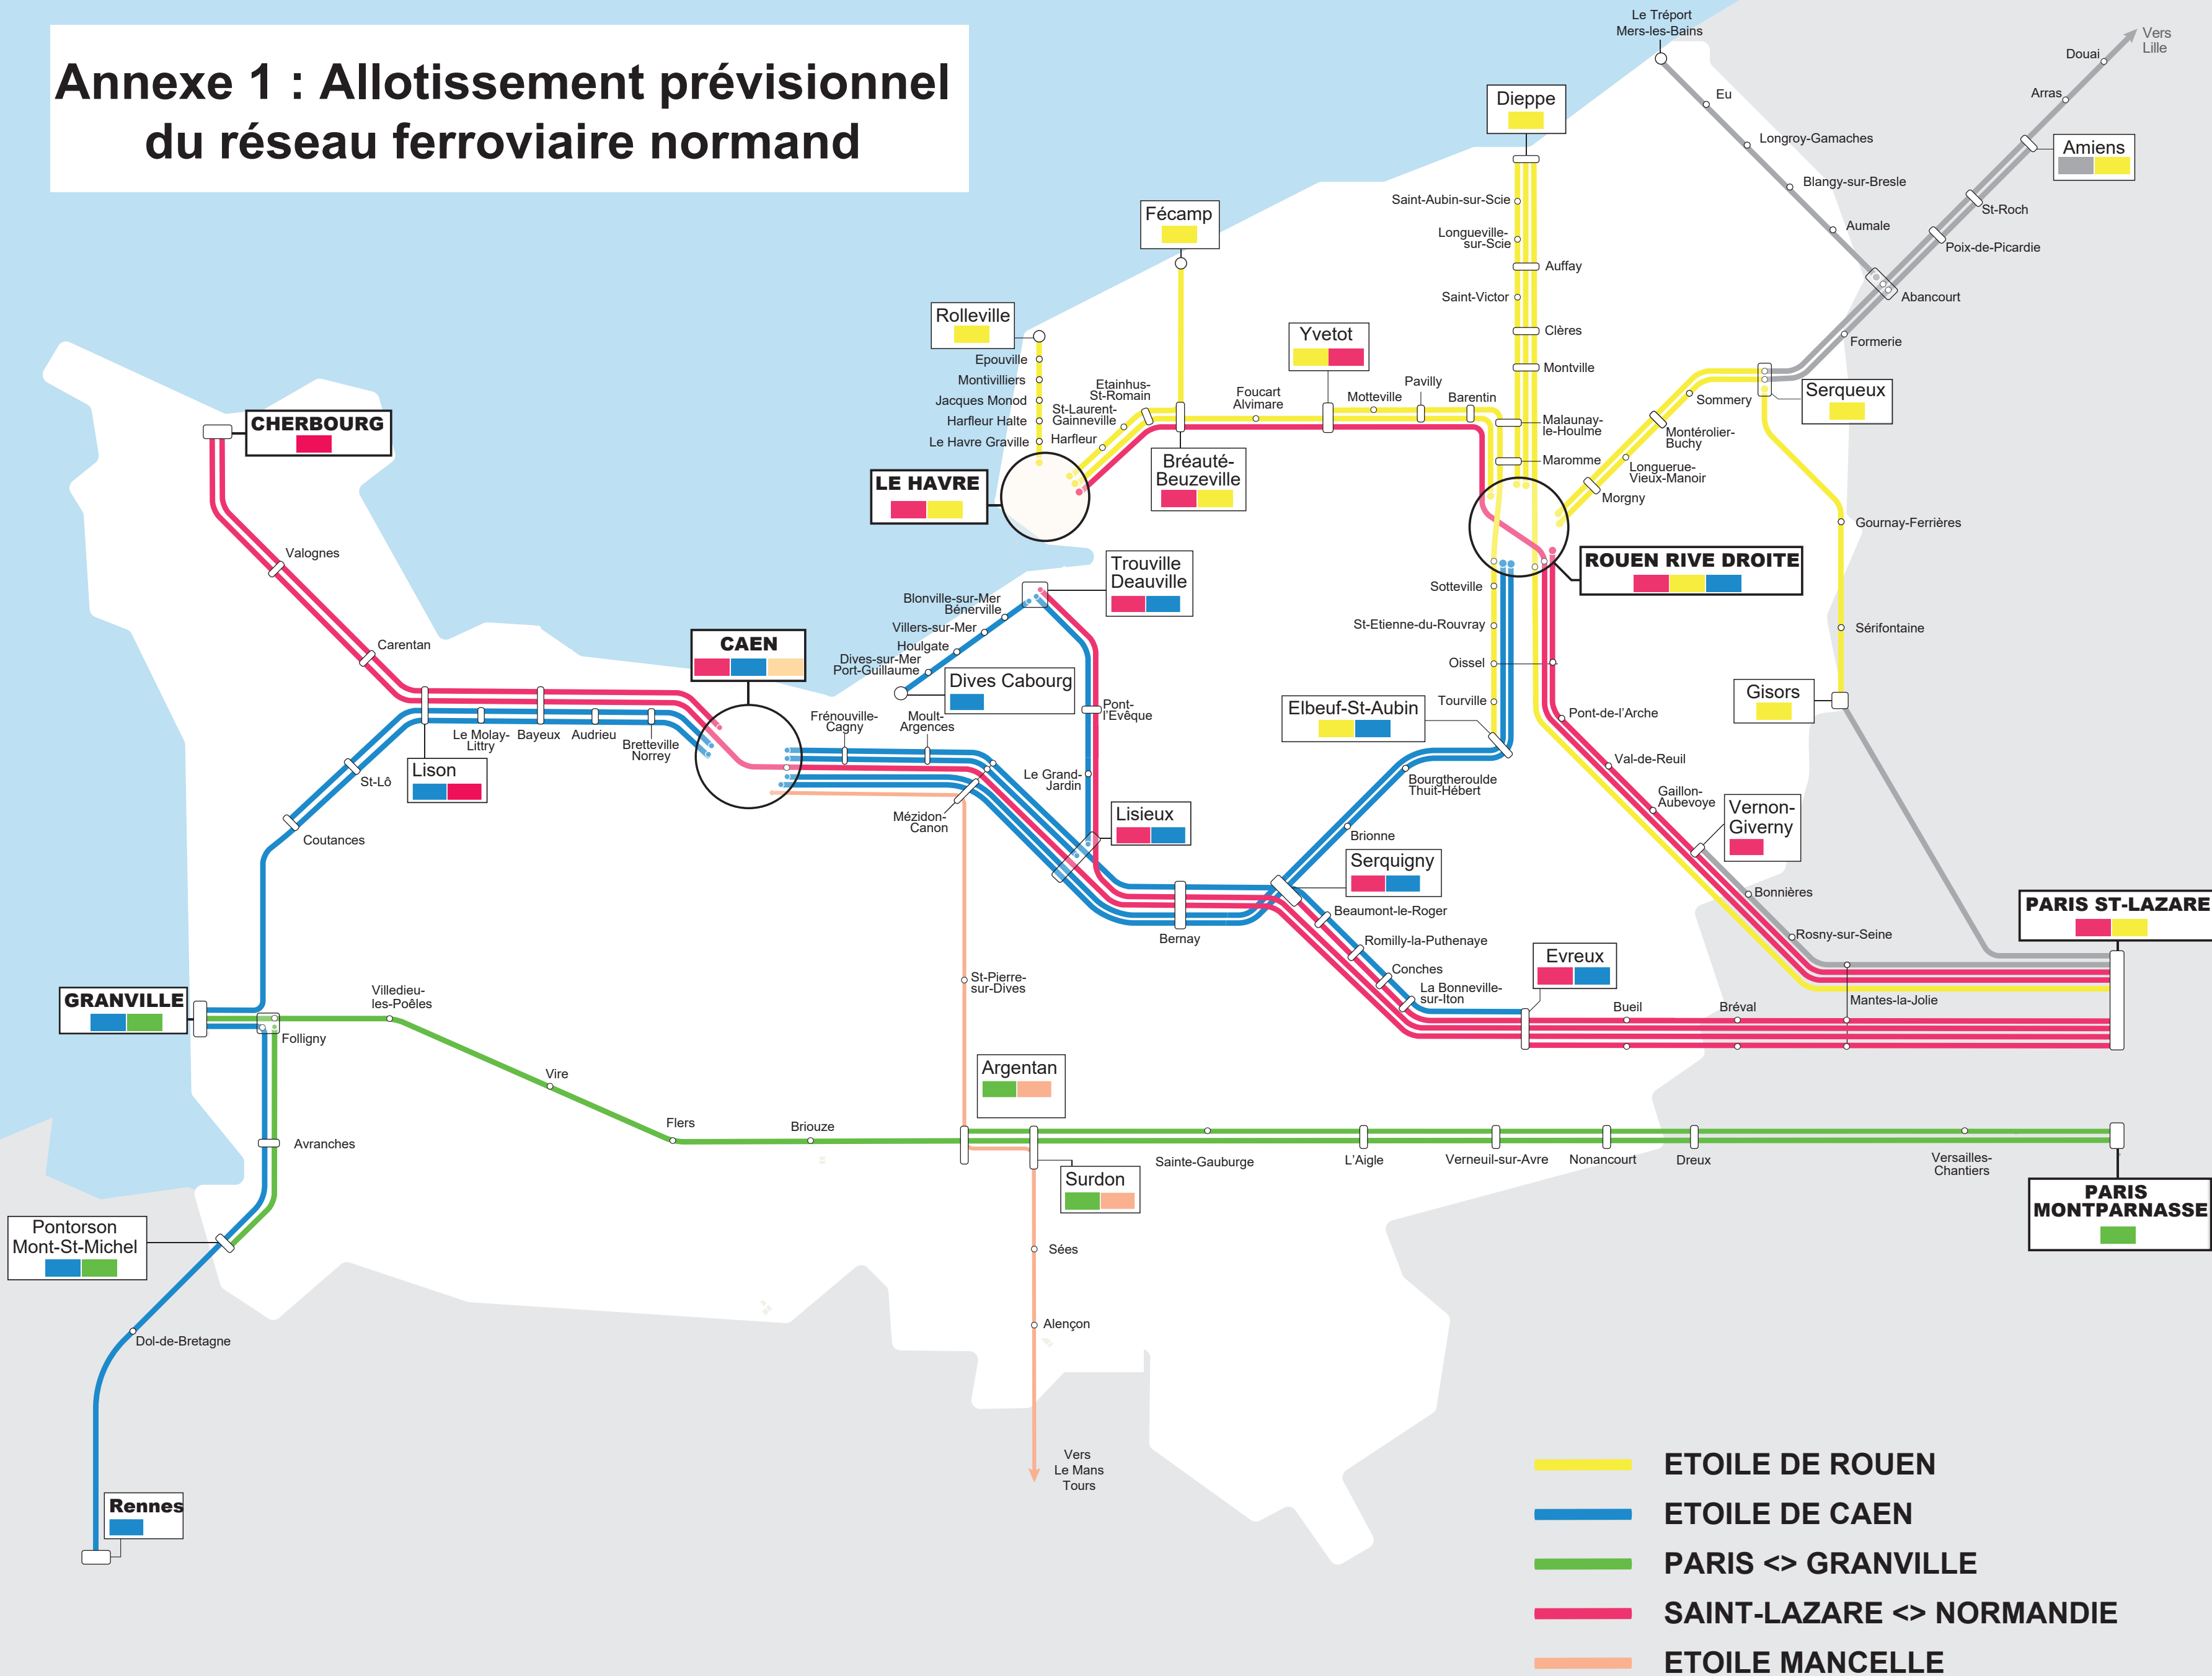 Annexe 1 : Allotissement prévisionnel
du réseau ferroviaire normand
Le Tréport
Mers-les-Bains
Vers
Lille
Douai
Arras
Amiens
St-Roch
Poix-de-Picardie
Eu
Longroy-Gamaches
Blangy-sur-Bresle
Aumale
Abancourt
Formerie
Dieppe
Saint-Aubin-sur-Scie
Longueville-
sur-Scie
Auffay
Saint-Victor
Clères
Montville
Malaunay-
le-Houlme
Maromme
Fécamp
Rolleville
Epouville
Montivilliers
Jacques Monod
Harfleur Halte
Le Havre Graville
Etainhus-
St-Romain
St-Laurent-
Gainneville
Harfleur
LE HAVRE
Bréauté-
Beuzeville
Foucart
Alvimare
Yvetot
Motteville
Pavilly
Barentin
Serqueux
Sommery
Montérolier-
Buchy
Longuerue-
Vieux-Manoir
Morgny
Gournay-Ferrières
Sérifontaine
Gisors
ROUEN RIVE DROITE
Sotteville
St-Etienne-du-Rouvray
Oissel
Tourville
Elbeuf-St-Aubin
Pont-de-l'Arche
Val-de-Reuil
Gaillon-
Aubevoye
Vernon-
Giverny
Bonnières
Rosny-sur-Seine
Mantes-la-Jolie
PARIS ST-LAZARE
CHERBOURG
Valognes
Carentan
CAEN
Trouville
Deauville
Blonville-sur-Mer
Bénerville
Villers-sur-Mer
Houlgate
Dives-sur-Mer
Port-Guillaume
Dives Cabourg
Pont-
l'Evêque
Le Grand-
Jardin
Lisieux
Frénouville-
Cagny
Moult-
Argences
Mézidon-
Canon
Le Molay-
Littry
Bayeux
Audrieu
Bretteville
Norrey
Lison
St-Lô
Coutances
Bourgtheroulde
Thuit-Hébert
Brionne
Serquigny
Bernay
Beaumont-le-Roger
Romilly-la-Puthenaye
Conches
La Bonneville-
sur-Iton
Evreux
Bueil
Bréval
St-Pierre-
sur-Dives
GRANVILLE
Folligny
Villedieu-
les-Poêles
Vire
Flers
Briouze
Argentan
Surdon
Sainte-Gauburge
L'Aigle
Verneuil-sur-Avre
Nonancourt
Dreux
Versailles-
Chantiers
PARIS
MONTPARNASSE
Avranches
Pontorson
Mont-St-Michel
Dol-de-Bretagne
Rennes
Sées
Alençon
Vers
Le Mans
Tours
ETOILE DE ROUEN
ETOILE DE CAEN
PARIS <> GRANVILLE
SAINT-LAZARE <> NORMANDIE
ETOILE MANCELLE